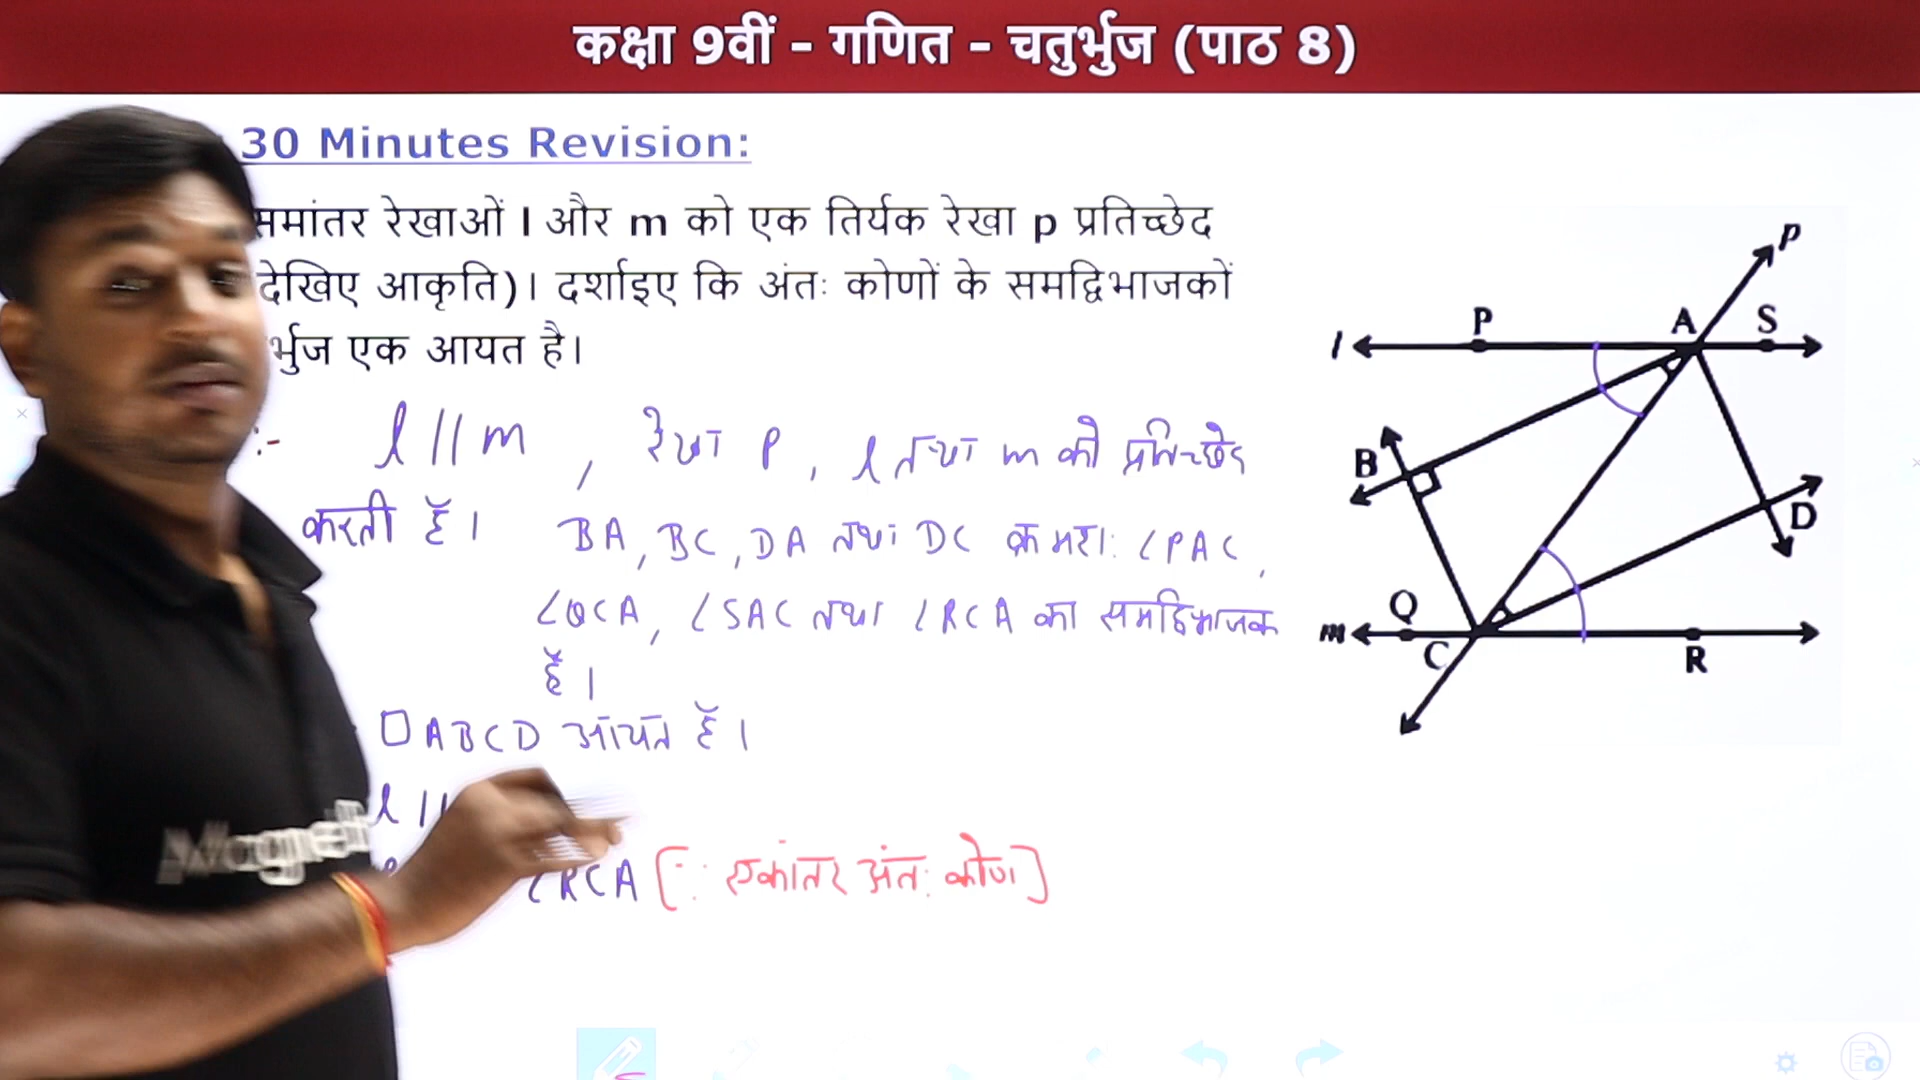 कक्षा 9वीं - गणित - चतुर्भुज (पाठ 8)
30 Minutes Revision:
समांतर रेखाओं l और m को एक तिर्यक रेखा p प्रतिच्छेद
देखिए आकृति)। दर्शाइए कि अंतः कोणों के समद्विभाजकों
र्भुज एक आयत है।
:- l || m , रेखा P , l तथा m को प्रतिच्छेद
करती है।
BA, BC, DA तथा DC क्रमशः ∠PAC,
∠QCA, ∠SAC तथा ∠RCA का समद्विभाजक
है।
□ABCD आयत है।
l ||
∠RCA [∵ एकांतर अंतः कोण]
Magnet
p
P A S
l
B
D
Q
m
C R